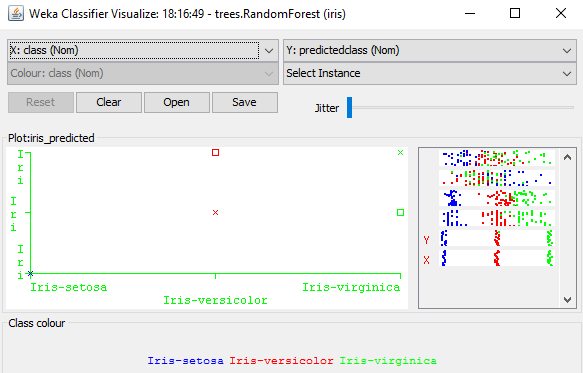 Weka Classifier Visualize: 18:16:49 - trees.RandomForest (iris)
X: class (Nom) Y: predictedclass (Nom)
Colour: class (Nom) Select Instance
Reset Clear Open Save Jitter
Plot:iris_predicted
I r i
I r i
I r i
Y
X
Iris-setosa Iris-versicolor Iris-virginica
Class colour
Iris-setosa Iris-versicolor Iris-virginica